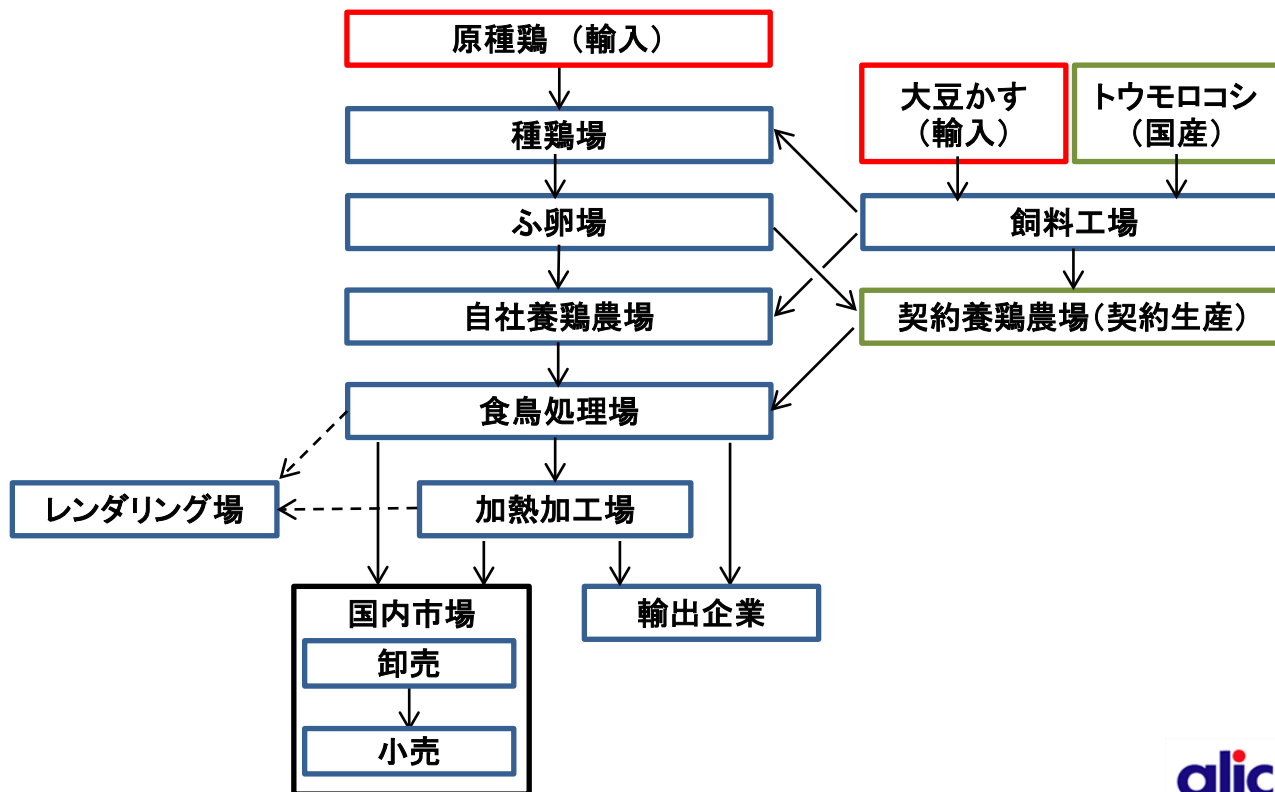 原種鶏 （輸入）
大豆かす
（輸入）
トウモロコシ
（国産）
種鶏場
ふ卵場
飼料工場
自社養鶏農場
契約養鶏農場（契約生産）
食鳥処理場
レンダリング場
加熱加工場
国内市場
輸出企業
卸売
小売
alic